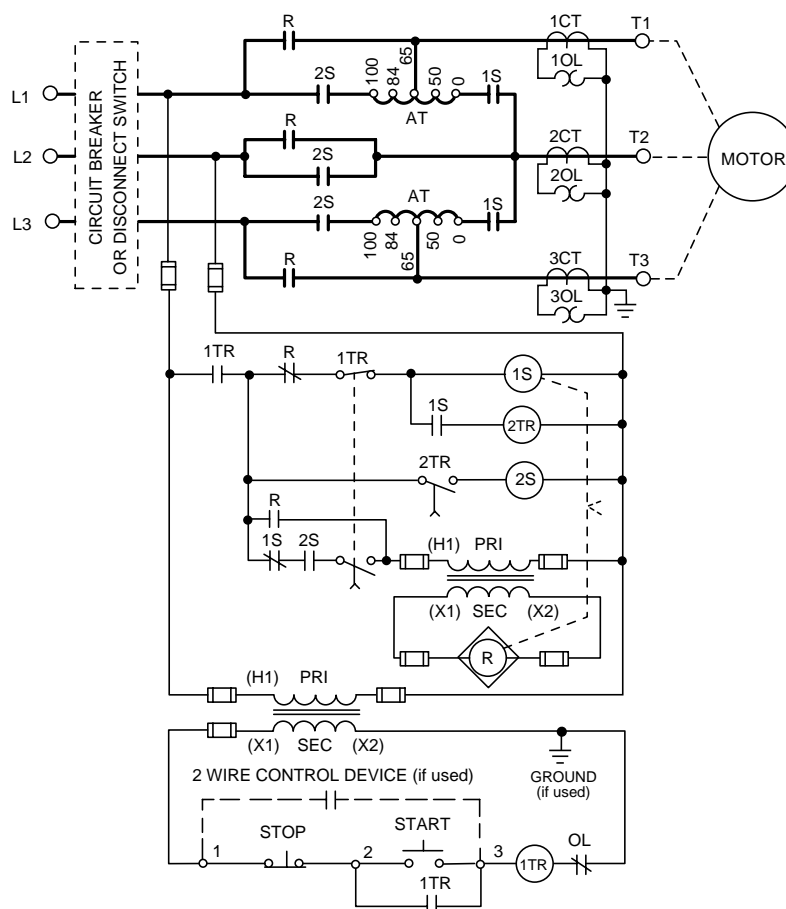 R
1CT
T1
1OL
2S
100
84
65
50
0
1S
AT
L1
CIRCUIT BREAKER
OR DISCONNECT SWITCH
R
L2
2S
2CT
T2
2OL
MOTOR
L3
2S
AT
1S
100
84
65
50
0
R
3CT
T3
3OL
1TR
R
1TR
1S
1S
2TR
2TR
2S
R
1S
2S
(H1) PRI
(X1) SEC (X2)
R
(H1) PRI
(X1) SEC (X2)
GROUND
(if used)
2 WIRE CONTROL DEVICE (if used)
STOP
START
OL
1
2
3
1TR
1TR